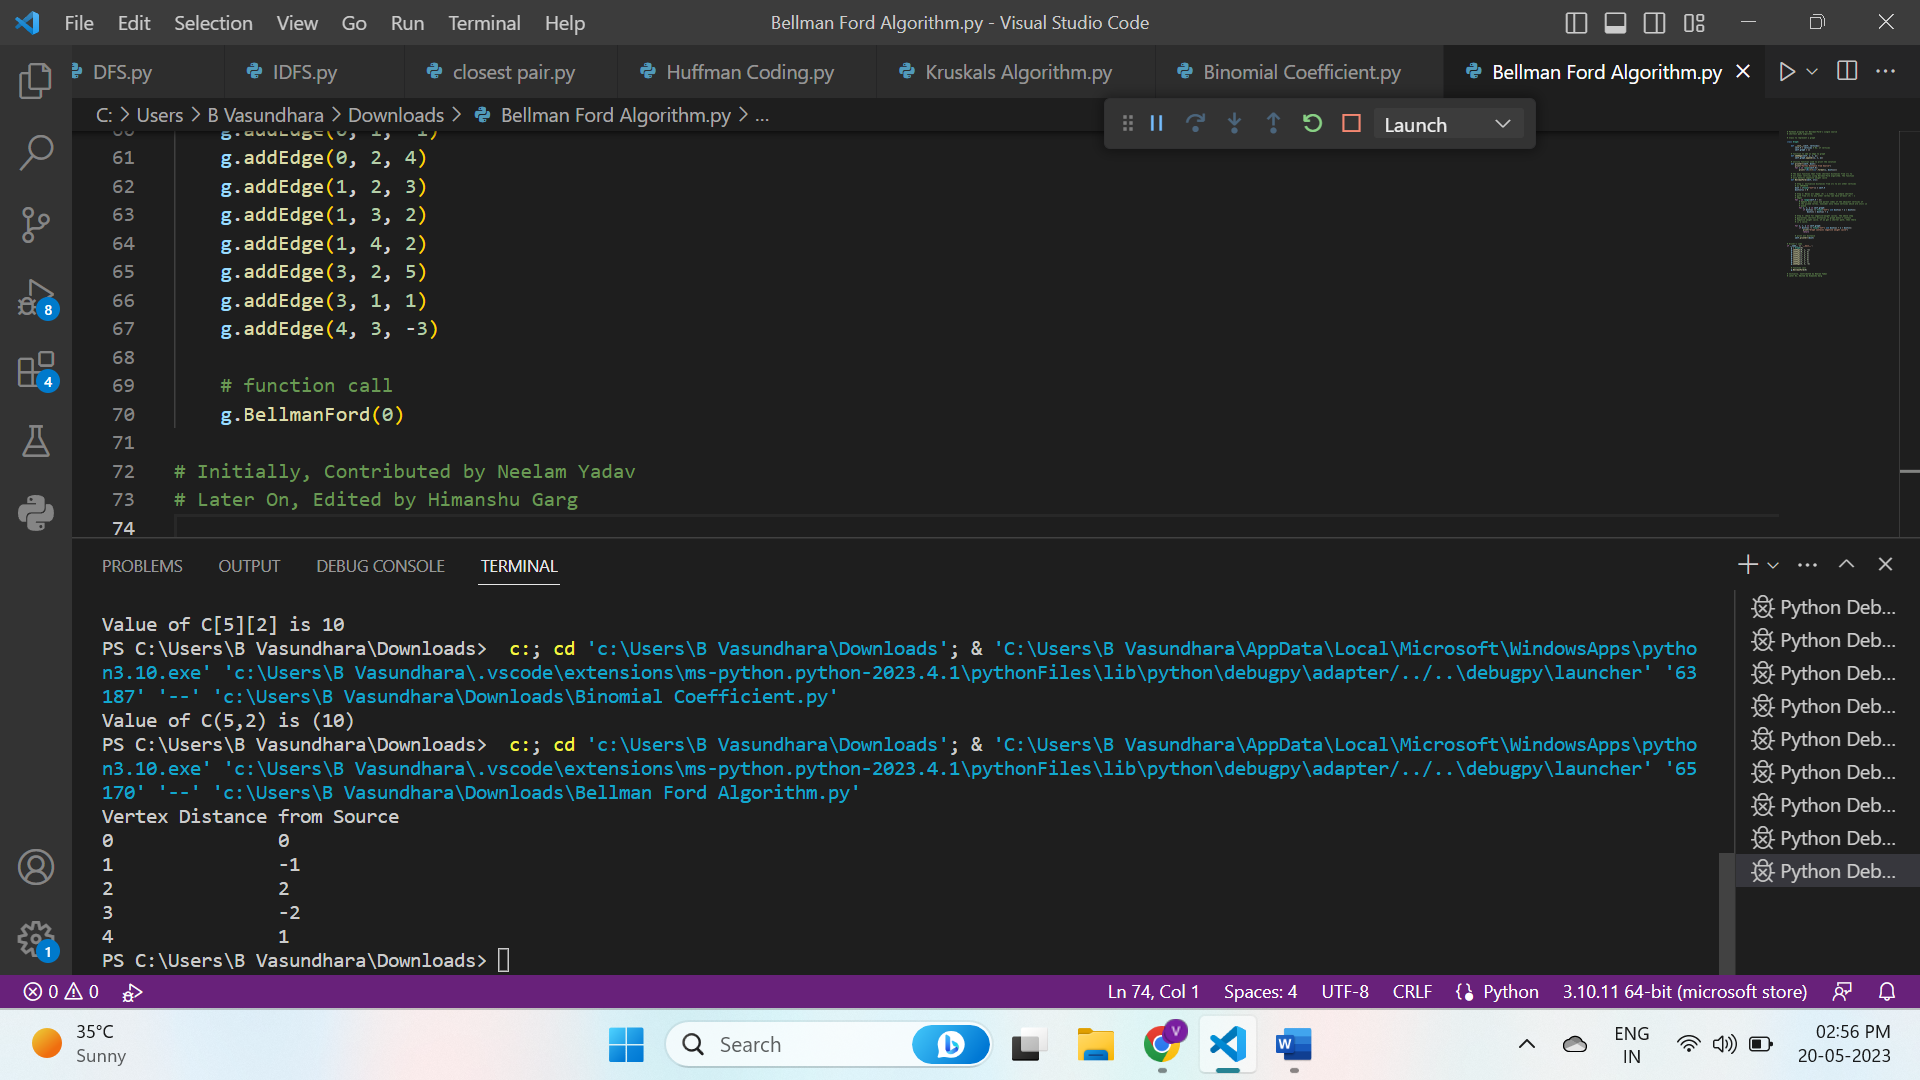 File Edit Selection View Go Run Terminal Help
Bellman Ford Algorithm.py - Visual Studio Code
DFS.py IDFS.py closest pair.py Huffman Coding.py Kruskals Algorithm.py Binomial Coefficient.py Bellman Ford Algorithm.py
C: > Users > B Vasundhara > Downloads > Bellman Ford Algorithm.py > ...
Launch
60 g.addEdge(0, 1, -1)
61 g.addEdge(0, 2, 4)
62 g.addEdge(1, 2, 3)
63 g.addEdge(1, 3, 2)
64 g.addEdge(1, 4, 2)
65 g.addEdge(3, 2, 5)
66 g.addEdge(3, 1, 1)
67 g.addEdge(4, 3, -3)
68
69 # function call
70 g.BellmanFord(0)
71
72 # Initially, Contributed by Neelam Yadav
73 # Later On, Edited by Himanshu Garg
74
8
4
1
PROBLEMS OUTPUT DEBUG CONSOLE TERMINAL
Value of C[5][2] is 10
PS C:\Users\B Vasundhara\Downloads>  c:; cd 'c:\Users\B Vasundhara\Downloads'; & 'C:\Users\B Vasundhara\AppData\Local\Microsoft\WindowsApps\pytho
n3.10.exe' 'c:\Users\B Vasundhara\.vscode\extensions\ms-python.python-2023.4.1\pythonFiles\lib\python\debugpy\adapter/../..\debugpy\launcher' '63
187' '--' 'c:\Users\B Vasundhara\Downloads\Binomial Coefficient.py'
Value of C(5,2) is (10)
PS C:\Users\B Vasundhara\Downloads>  c:; cd 'c:\Users\B Vasundhara\Downloads'; & 'C:\Users\B Vasundhara\AppData\Local\Microsoft\WindowsApps\pytho
n3.10.exe' 'c:\Users\B Vasundhara\.vscode\extensions\ms-python.python-2023.4.1\pythonFiles\lib\python\debugpy\adapter/../..\debugpy\launcher' '65
170' '--' 'c:\Users\B Vasundhara\Downloads\Bellman Ford Algorithm.py'
Vertex Distance from Source
0 0
1 -1
2 2
3 -2
4 1
PS C:\Users\B Vasundhara\Downloads>
Python Deb...
Python Deb...
Python Deb...
Python Deb...
Python Deb...
Python Deb...
Python Deb...
Python Deb...
Python Deb...
0 0 Ln 74, Col 1 Spaces: 4 UTF-8 CRLF Python 3.10.11 64-bit (microsoft store)
35°C
Sunny
Search
V
W
ENG
IN
02:56 PM
20-05-2023